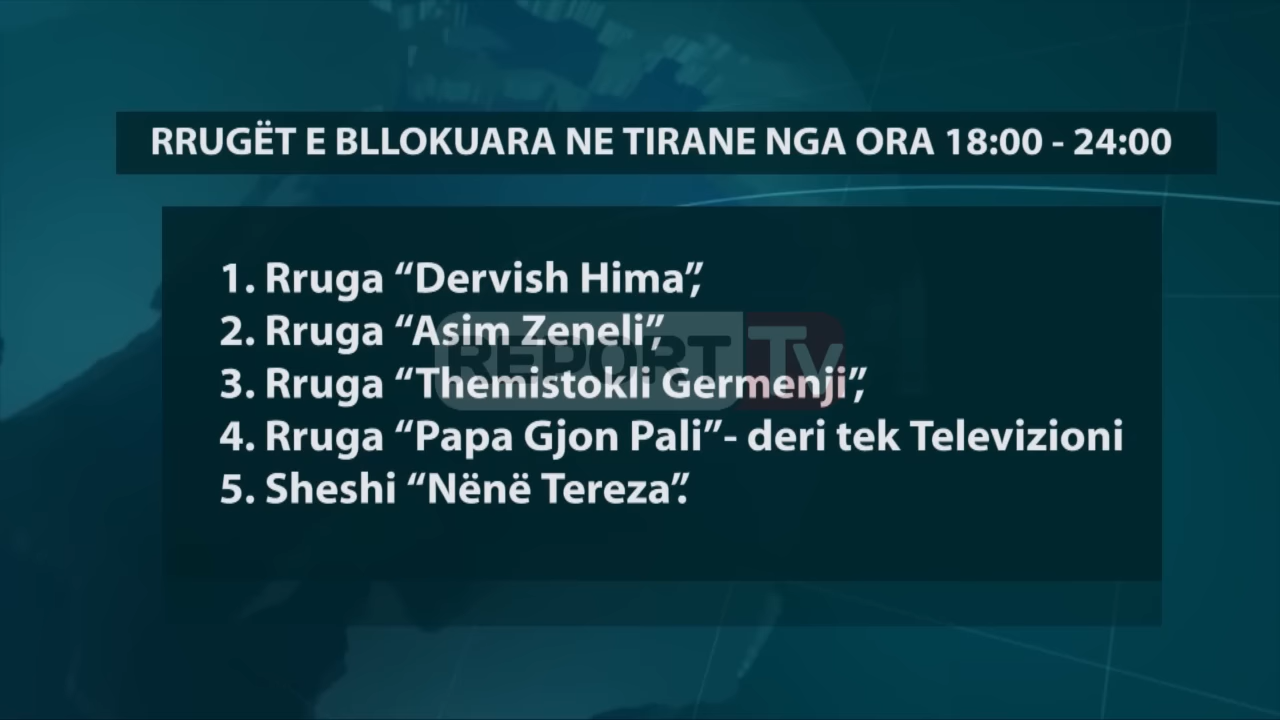 RRUGËT E BLLOKUARA NE TIRANE NGA ORA 18:00 - 24:00
1. Rruga “Dervish Hima”,
2. Rruga “Asim Zeneli”,
3. Rruga “Themistokli Germenji”,
4. Rruga “Papa Gjon Pali”- deri tek Televizioni
5. Sheshi “Nënë Tereza”.
REPORT Tv